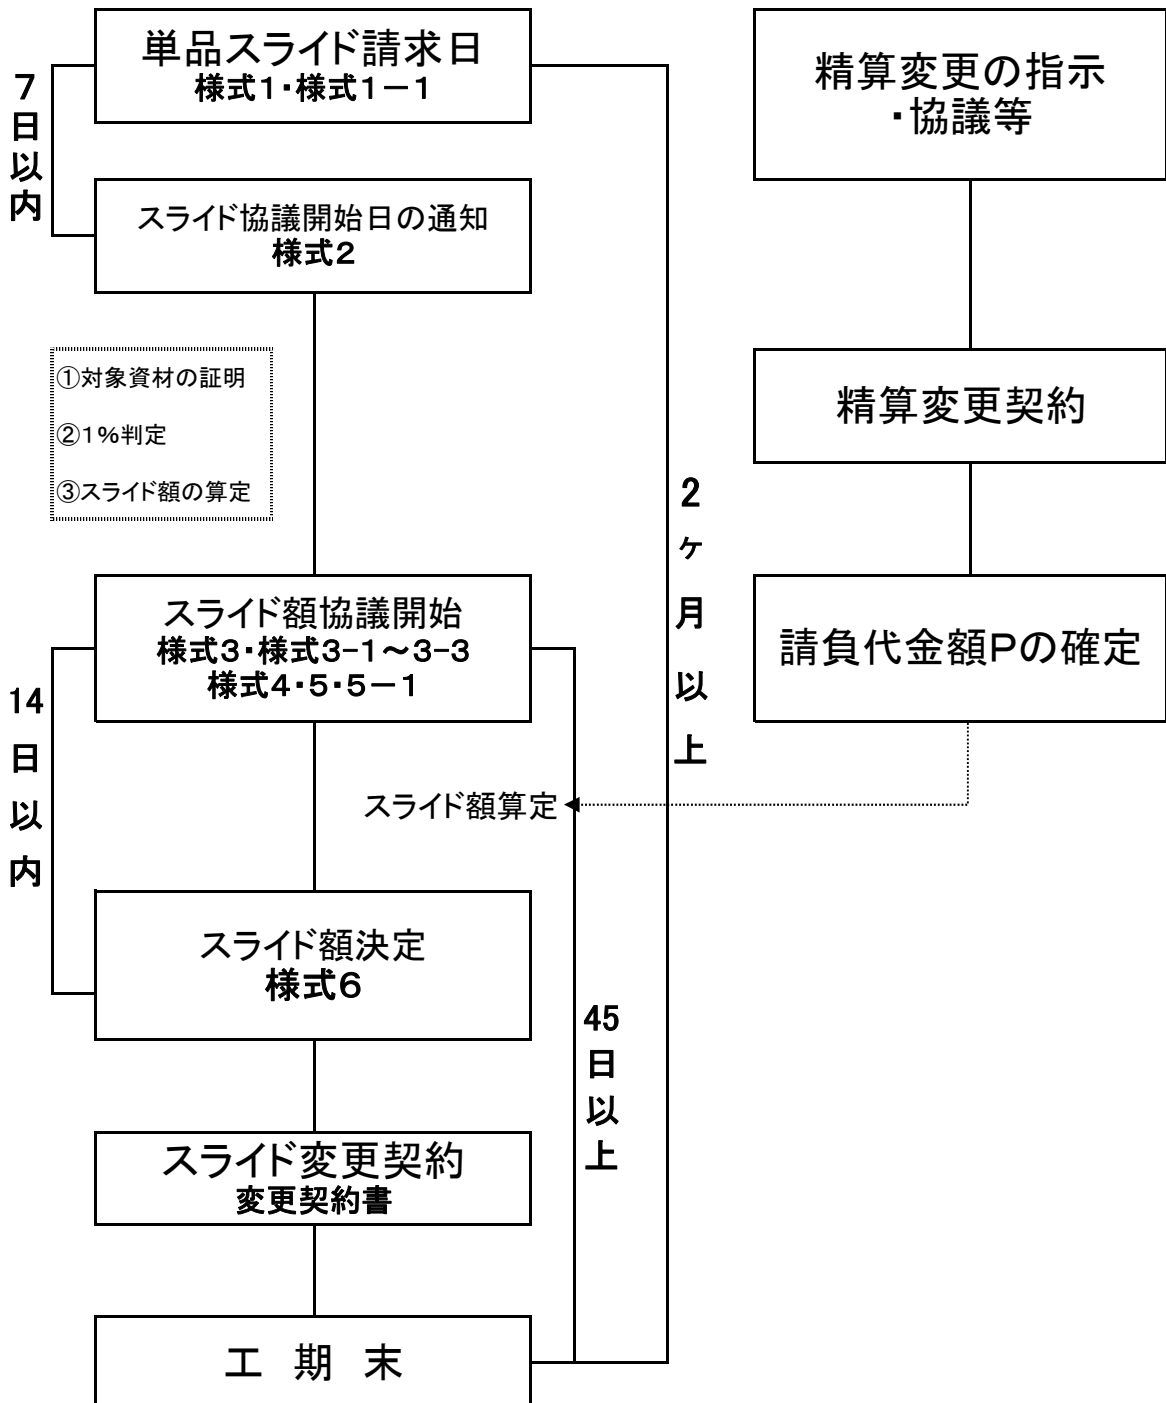 単品スライド請求日
様式1・様式1－1
7日以内
スライド協議開始日の通知
様式2
①対象資材の証明
②1%判定
③スライド額の算定
スライド額協議開始
様式3・様式3-1～3-3
様式4・5・5－1
14日以内
スライド額算定
スライド額決定
様式6
スライド変更契約
変更契約書
工 期 末
45日以上
2ヶ月以上
精算変更の指示
・協議等
精算変更契約
請負代金額Pの確定